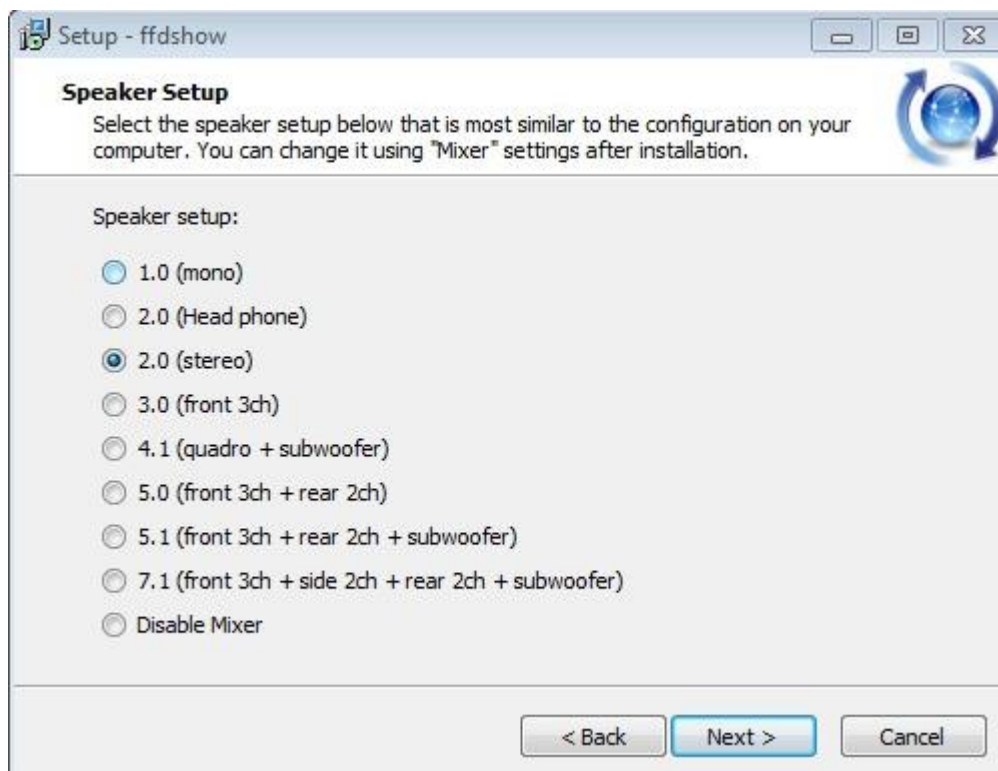 Setup - ffdshow
Speaker Setup
Select the speaker setup below that is most similar to the configuration on your
computer. You can change it using "Mixer" settings after installation.
Speaker setup:
1.0 (mono)
2.0 (Head phone)
2.0 (stereo)
3.0 (front 3ch)
4.1 (quadro + subwoofer)
5.0 (front 3ch + rear 2ch)
5.1 (front 3ch + rear 2ch + subwoofer)
7.1 (front 3ch + side 2ch + rear 2ch + subwoofer)
Disable Mixer
< Back Next > Cancel